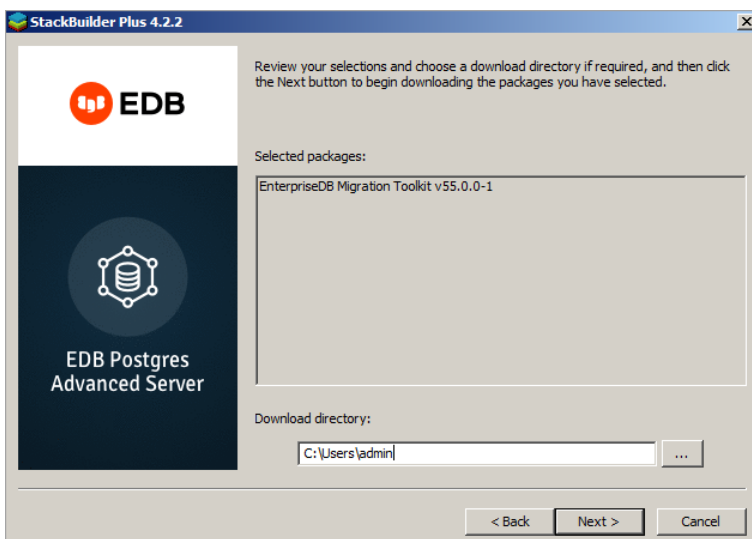 StackBuilder Plus 4.2.2
EDB
EDB Postgres
Advanced Server
Review your selections and choose a download directory if required, and then click
the Next button to begin downloading the packages you have selected.
Selected packages:
EnterpriseDB Migration Toolkit v55.0.0-1
Download directory:
C:\Users\admin
...
< Back
Next >
Cancel